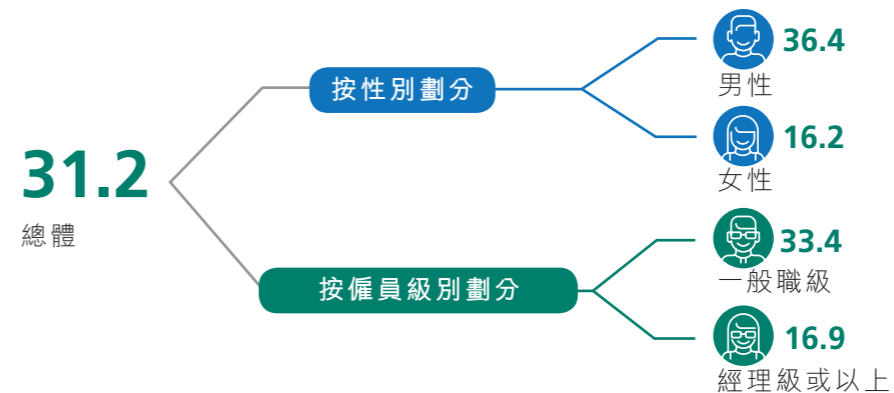 31.2
總體
按性別劃分
36.4
男性
16.2
女性
按僱員級別劃分
33.4
一般職級
16.9
經理級或以上